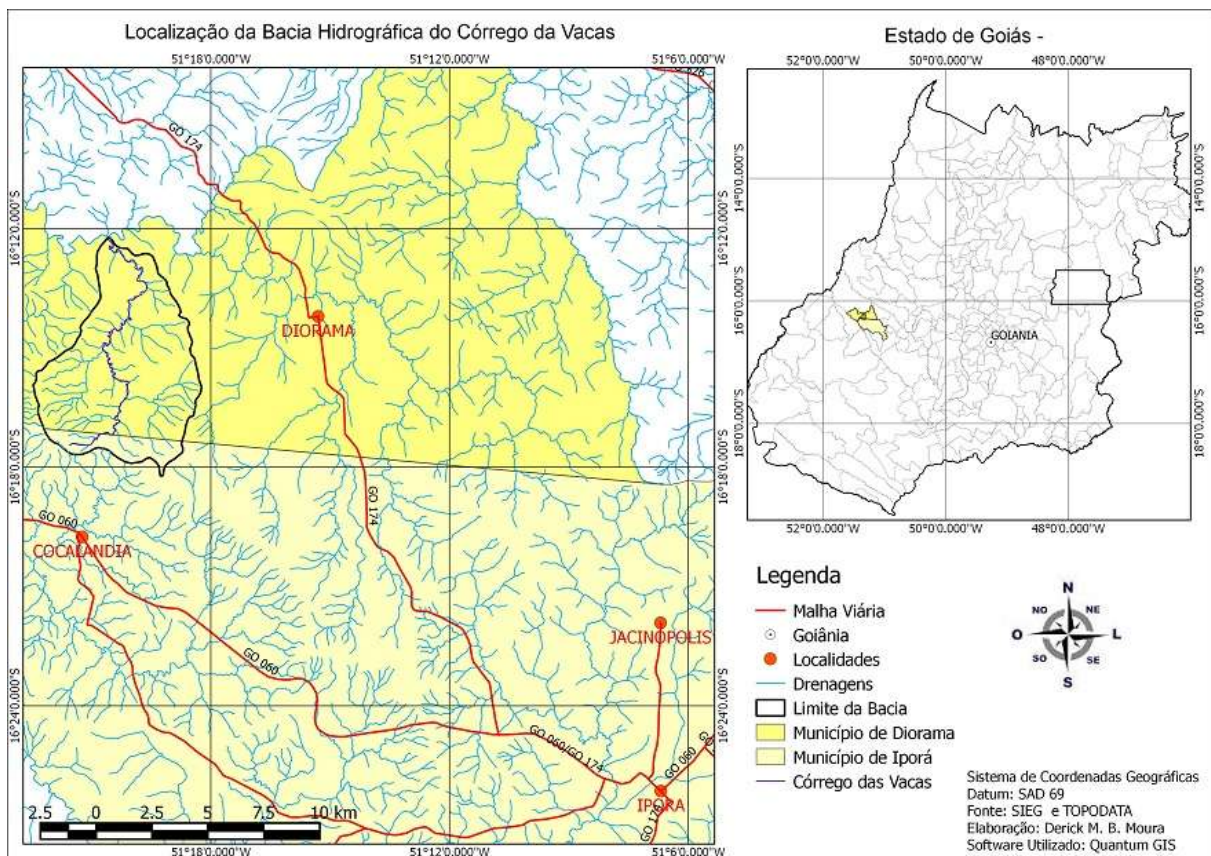 Localização da Bacia Hidrográfica do Córrego da Vacas
51°18'0.000"W
51°12'0.000"W
51°6'0.000"W
GO 174
16°12'0.000"S
16°12'0.000"S
DIORAMA
16°18'0.000"S
16°18'0.000"S
GO 060
GO 174
COCALANDIA
JACINÓPOLIS
GO 060
16°24'0.000"S
16°24'0.000"S
GO 060/GO 174
GO 060
IPORA
GO 174
2.5 0 2.5 5 7.5 10 km
51°18'0.000"W
51°12'0.000"W
51°6'0.000"W
Estado de Goiás -
52°0'0.000"W
50°0'0.000"W
48°0'0.000"W
14°0'0.000"S
14°0'0.000"S
16°0'0.000"S
16°0'0.000"S
GOIANIA
18°0'0.000"S
18°0'0.000"S
52°0'0.000"W
50°0'0.000"W
48°0'0.000"W
Legenda
Malha Viária
Goiânia
Localidades
Drenagens
Limite da Bacia
Município de Diorama
Município de Iporá
Córrego das Vacas
N
NO
NE
O
L
SO
SE
S
Sistema de Coordenadas Geográficas
Datum: SAD 69
Fonte: SIEG e TOPODATA
Elaboração: Derick M. B. Moura
Software Utilizado: Quantum GIS